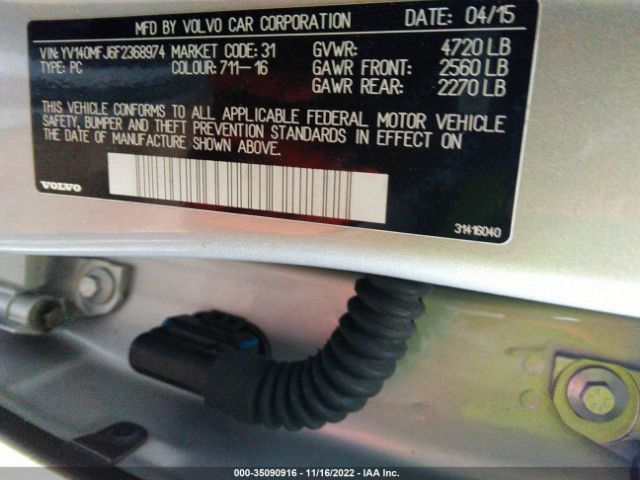 MFD BY VOLVO CAR CORPORATION DATE: 04/15
VIN: YV140MFJ6F2368974 MARKET CODE: 31 GVWR: 4720 LB
TYPE: PC COLOUR: 711-16 GAWR FRONT: 2560 LB
GAWR REAR: 2270 LB
THIS VEHICLE CONFORMS TO ALL APPLICABLE FEDERAL MOTOR VEHICLE
SAFETY, BUMPER AND THEFT PREVENTION STANDARDS IN EFFECT ON
THE DATE OF MANUFACTURE SHOWN ABOVE.
VOLVO
31416040
000-35090916 - 11/16/2022 - IAA Inc.